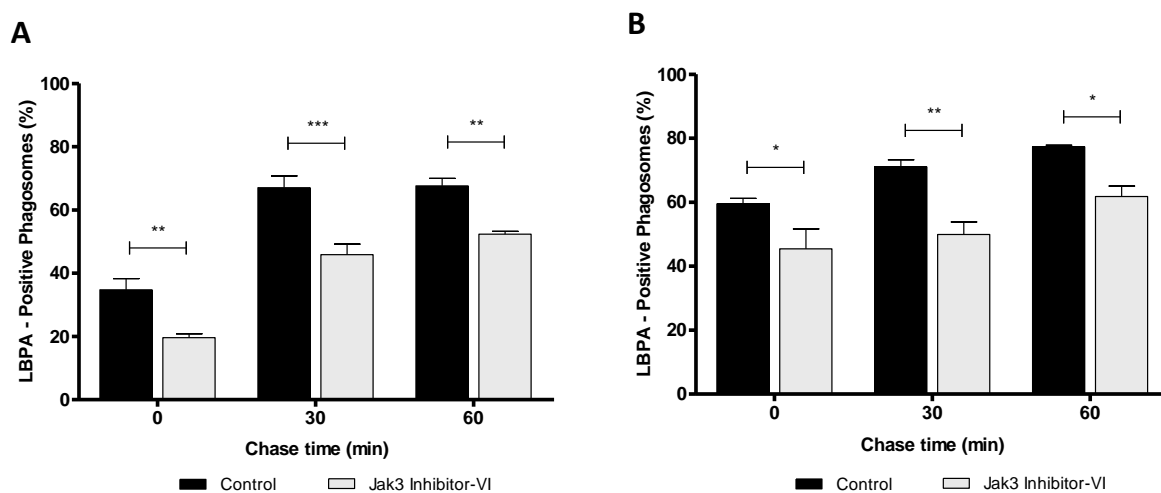 A
LBPA - Positive Phagosomes (%)
100
80
60
40
20
0
**
***
**
0
30
60
Chase time (min)
Control
Jak3 Inhibitor-VI
B
LBPA - Positive Phagosomes (%)
100
80
60
40
20
0
*
**
*
0
30
60
Chase time (min)
Control
Jak3 Inhibitor-VI